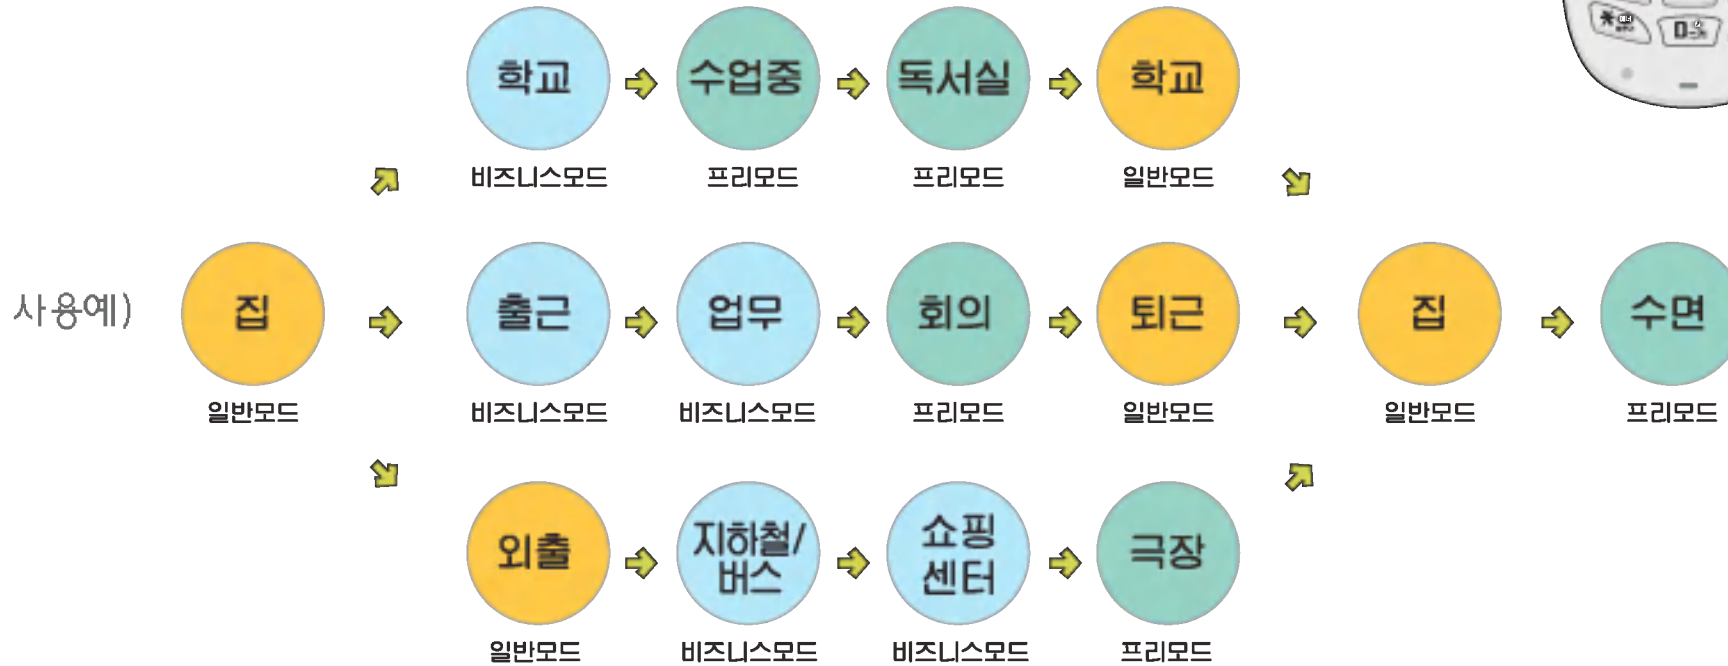 학교 수업중 독서실 학교
비즈니스모드 프리모드 프리모드 일반모드
사용예) 집 출근 업무 회의 퇴근 집 수면
일반모드 비즈니스모드 비즈니스모드 프리모드 일반모드 일반모드 프리모드
외출 지하철/ 쇼핑 극장
버스 센터
일반모드 비즈니스모드 비즈니스모드 프리모드